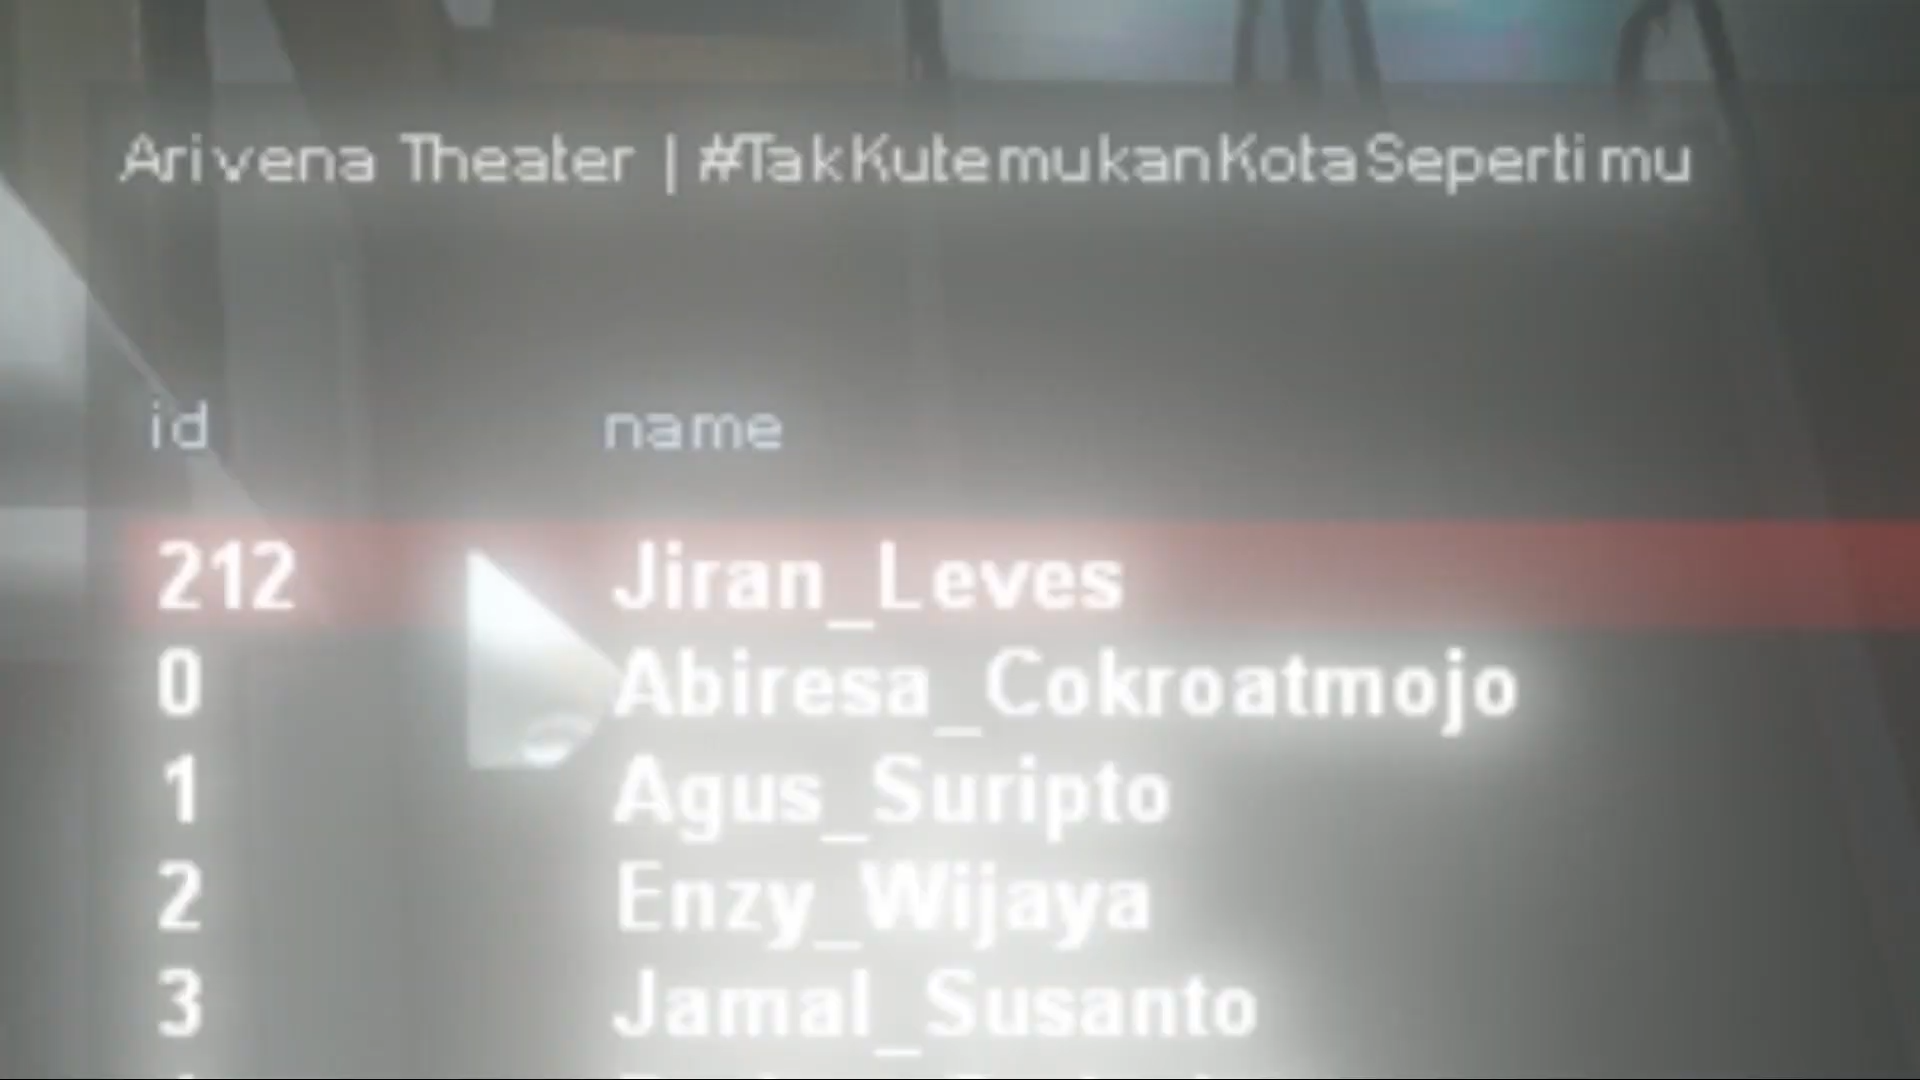 Arivena Theater | #TakKutemukanKotaSepertimu
id name
212 Jiran_Leves
0 Abiresa_Cokroatmojo
1 Agus_Suripto
2 Enzy_Wijaya
3 Jamal_Susanto